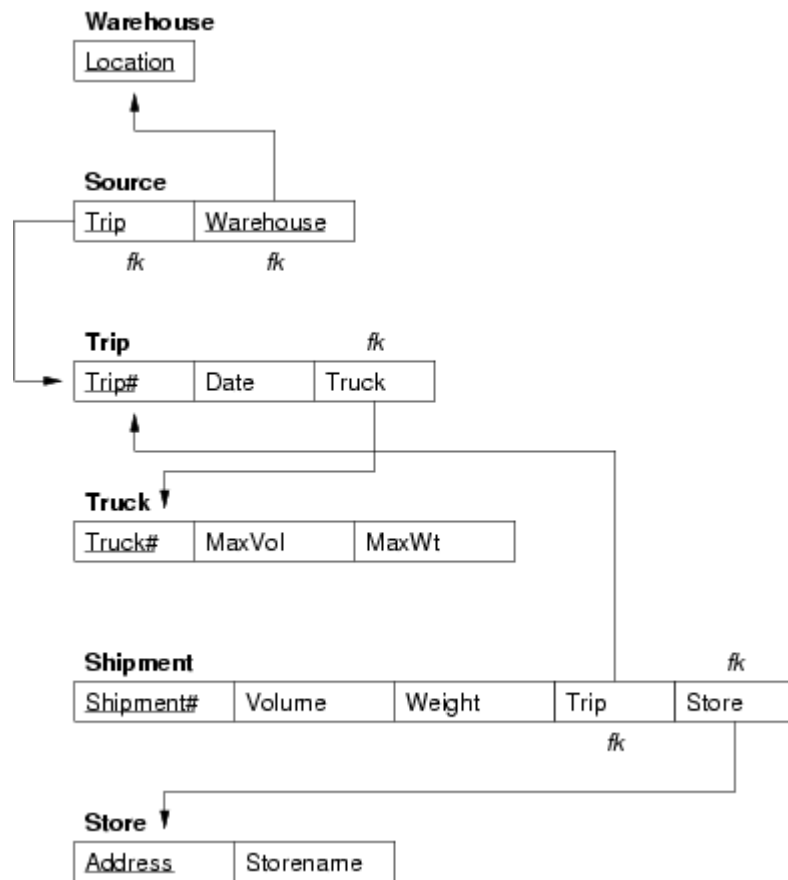 Warehouse
Location
Source
Trip Warehouse
fk fk
Trip fk
Trip# Date Truck
Truck
Truck# MaxVol MaxWt
Shipment fk
Shipment# Volume Weight Trip Store
fk
Store
Address Storename